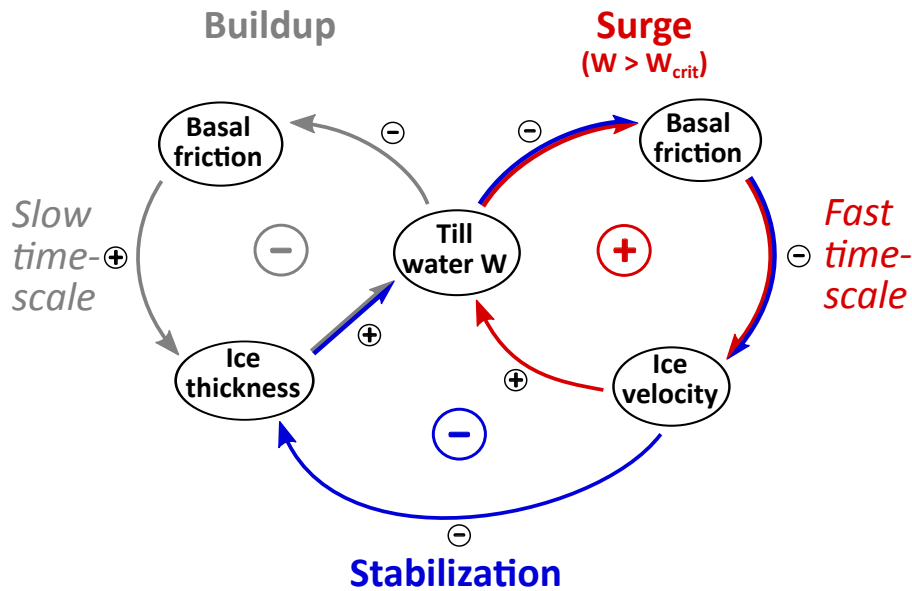 Buildup
Surge
(W > Wcrit)
Basal
friction
−
−
Basal
friction
Slow
time-
scale
+
−
Till
water W
+
Fast
time-
scale
−
+
Ice
thickness
+
Ice
velocity
−
−
Stabilization